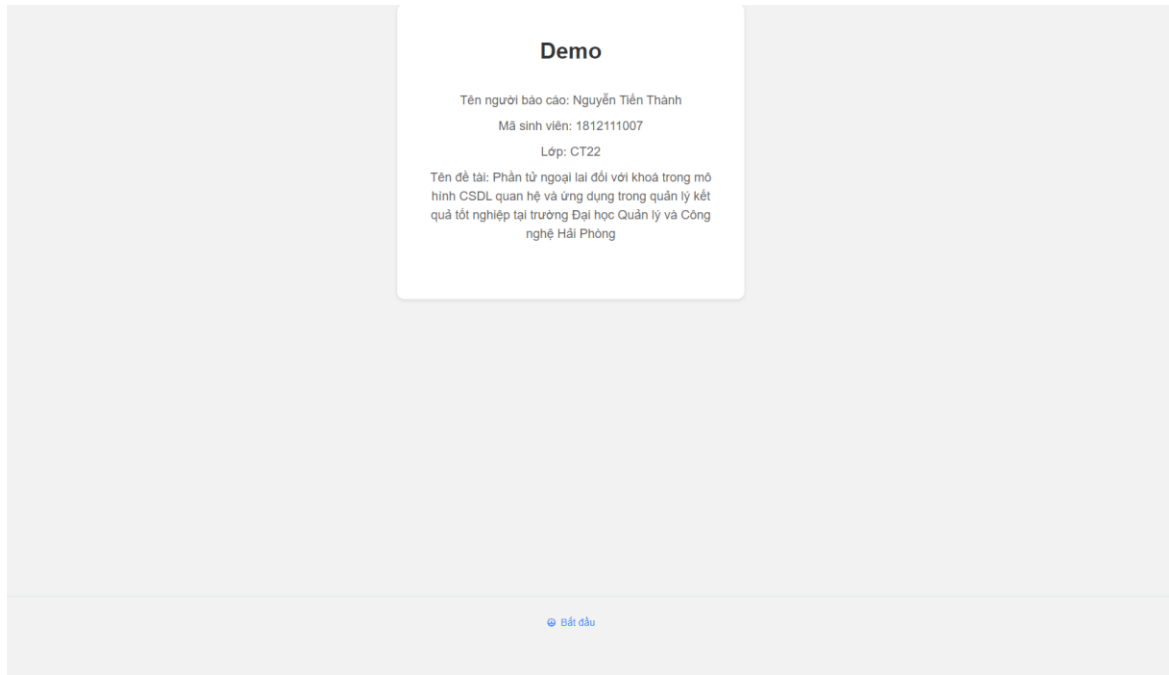 Demo
Tên người báo cáo: Nguyễn Tiến Thành
Mã sinh viên: 1812111007
Lớp: CT22
Tên đề tài: Phần tử ngoại lai đối với khoá trong mô
hình CSDL quan hệ và ứng dụng trong quản lý kết
quả tốt nghiệp tại trường Đại học Quản lý và Công
nghệ Hải Phòng
Bắt đầu